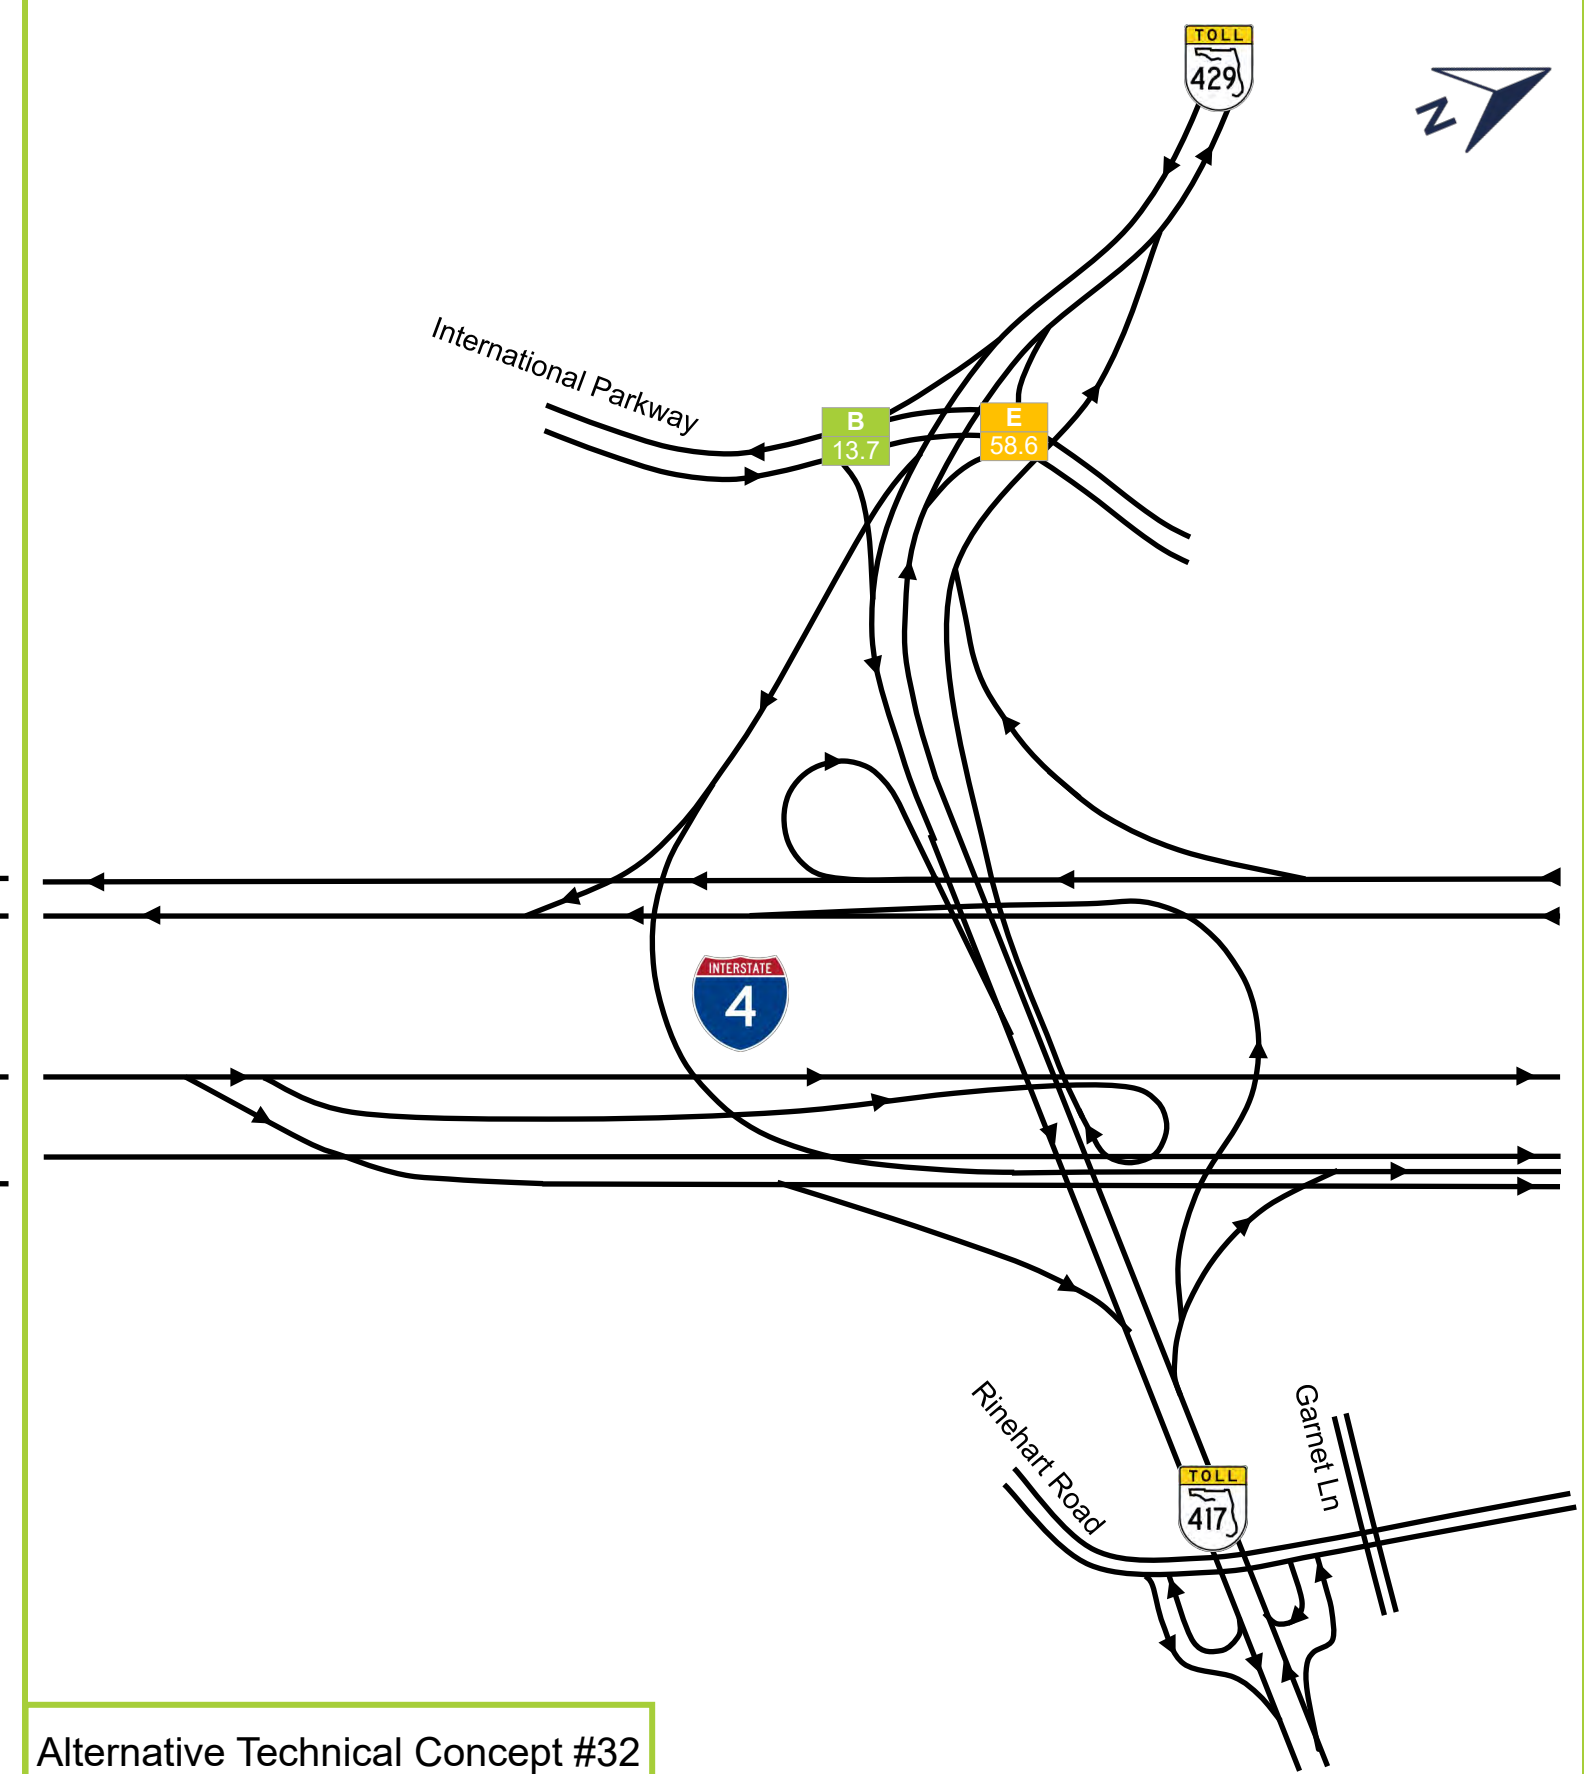 TOLL
429
N
International Parkway
B
13.7
E
58.6
INTERSTATE
4
Rinehart Road
Garnet Ln
TOLL
417
Alternative Technical Concept #32